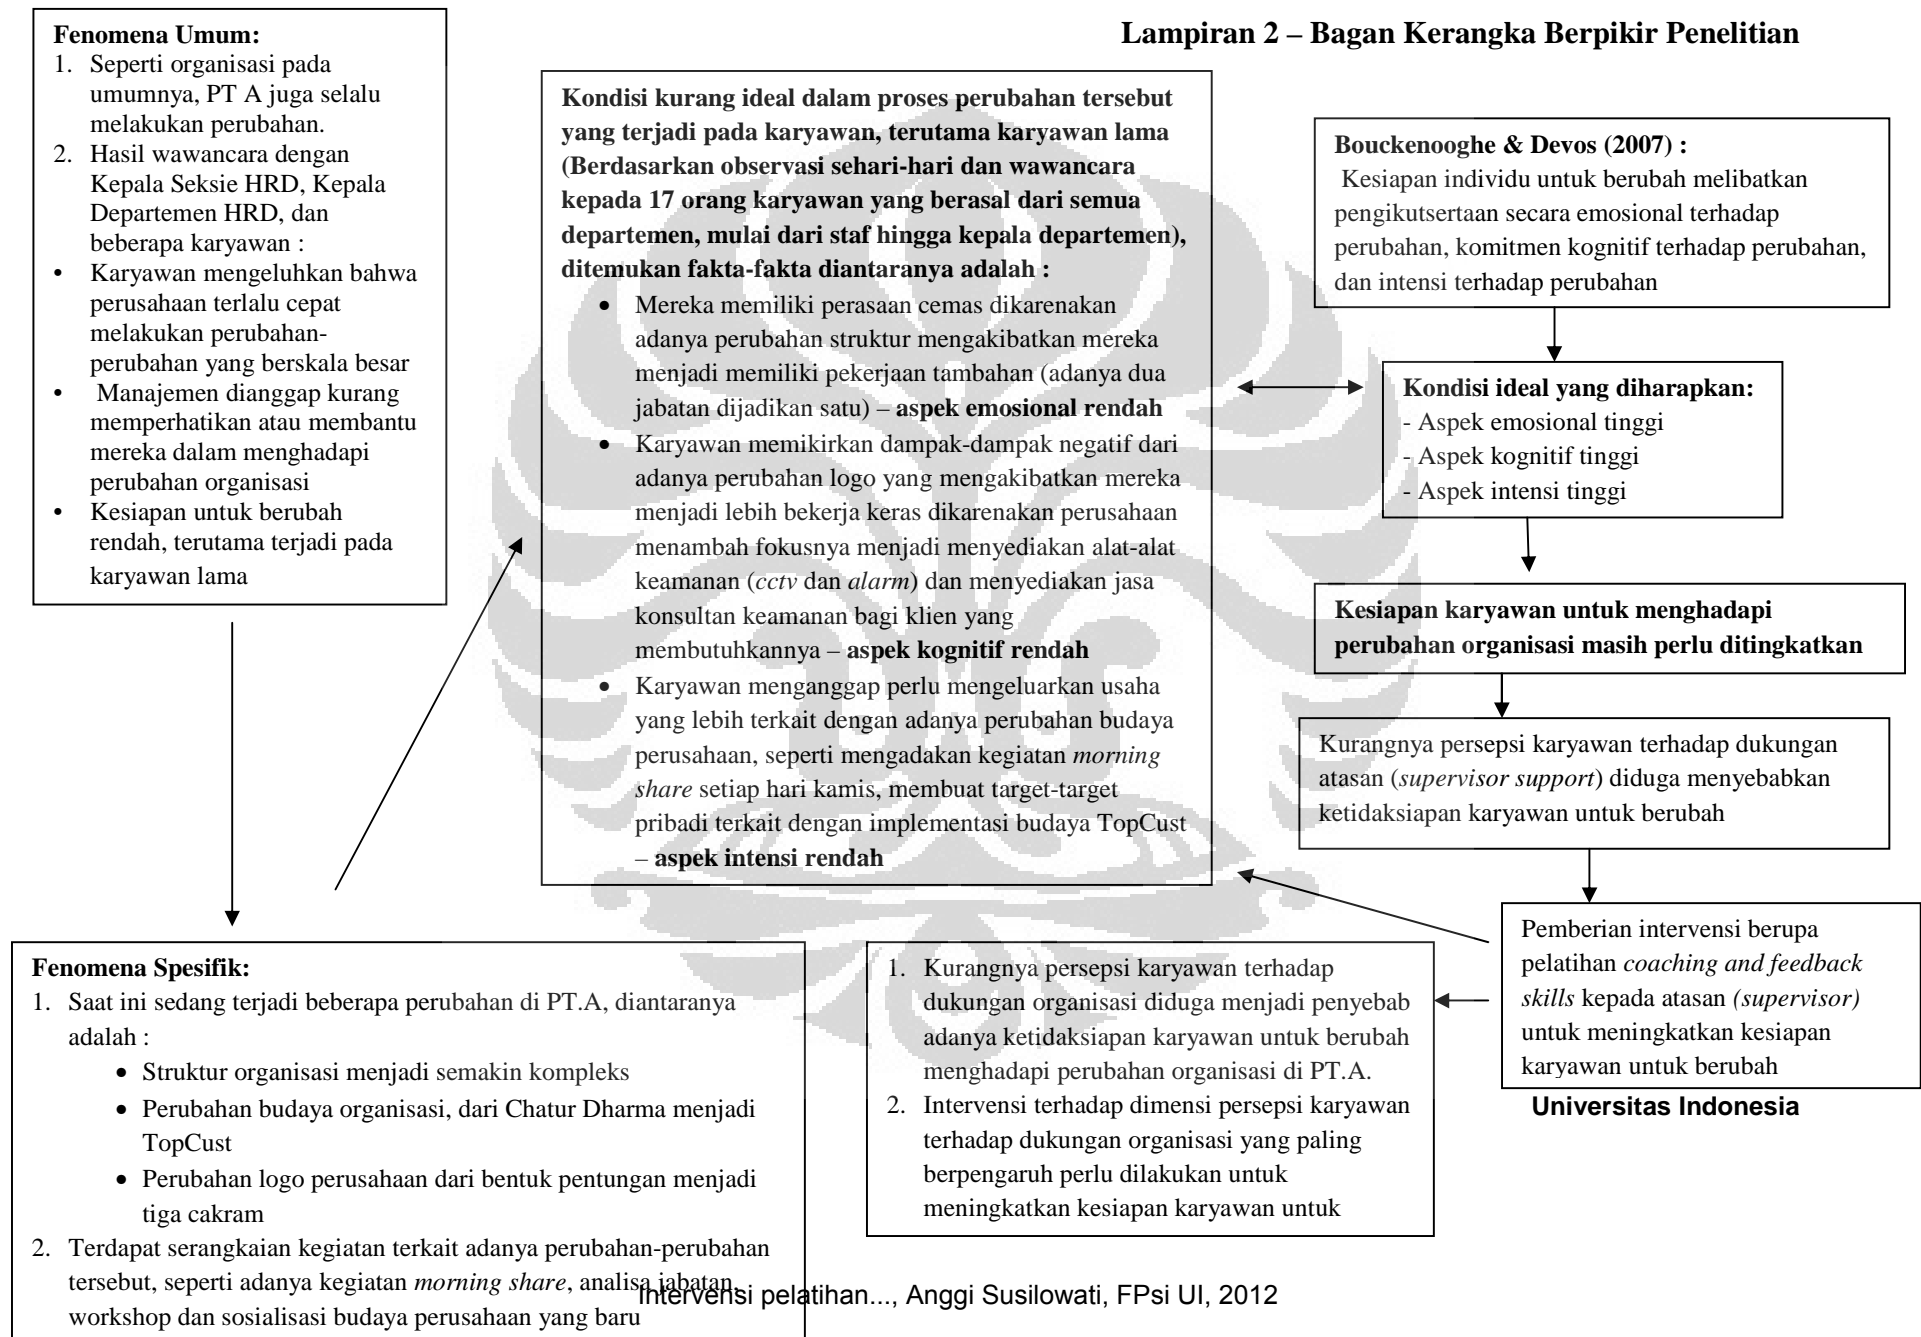 Lampiran 2 – Bagan Kerangka Berpikir Penelitian
Fenomena Umum:
1. Seperti organisasi pada
umumnya, PT A juga selalu
melakukan perubahan.
2. Hasil wawancara dengan
Kepala Seksie HRD, Kepala
Departemen HRD, dan
beberapa karyawan :
• Karyawan mengeluhkan bahwa
perusahaan terlalu cepat
melakukan perubahan-
perubahan yang berskala besar
• Manajemen dianggap kurang
memperhatikan atau membantu
mereka dalam menghadapi
perubahan organisasi
• Kesiapan untuk berubah
rendah, terutama terjadi pada
karyawan lama
Fenomena Spesifik:
1. Saat ini sedang terjadi beberapa perubahan di PT.A, diantaranya
adalah :
• Struktur organisasi menjadi semakin kompleks
• Perubahan budaya organisasi, dari Chatur Dharma menjadi
TopCust
• Perubahan logo perusahaan dari bentuk pentungan menjadi
tiga cakram
2. Terdapat serangkaian kegiatan terkait adanya perubahan-perubahan
tersebut, seperti adanya kegiatan morning share, analisa jabatan,
workshop dan sosialisasi budaya perusahaan yang baru
Kondisi kurang ideal dalam proses perubahan tersebut
yang terjadi pada karyawan, terutama karyawan lama
(Berdasarkan observasi sehari-hari dan wawancara
kepada 17 orang karyawan yang berasal dari semua
departemen, mulai dari staf hingga kepala departemen),
ditemukan fakta-fakta diantaranya adalah :
• Mereka memiliki perasaan cemas dikarenakan
adanya perubahan struktur mengakibatkan mereka
menjadi memiliki pekerjaan tambahan (adanya dua
jabatan dijadikan satu) – aspek emosional rendah
• Karyawan memikirkan dampak-dampak negatif dari
adanya perubahan logo yang mengakibatkan mereka
menjadi lebih bekerja keras dikarenakan perusahaan
menambah fokusnya menjadi menyediakan alat-alat
keamanan (cctv dan alarm) dan menyediakan jasa
konsultan keamanan bagi klien yang
membutuhkannya – aspek kognitif rendah
• Karyawan menganggap perlu mengeluarkan usaha
yang lebih terkait dengan adanya perubahan budaya
perusahaan, seperti mengadakan kegiatan morning
share setiap hari kamis, membuat target-target
pribadi terkait dengan implementasi budaya TopCust
– aspek intensi rendah
Bouckenooghe & Devos (2007) :
Kesiapan individu untuk berubah melibatkan
pengikutsertaan secara emosional terhadap
perubahan, komitmen kognitif terhadap perubahan,
dan intensi terhadap perubahan
Kondisi ideal yang diharapkan:
- Aspek emosional tinggi
- Aspek kognitif tinggi
- Aspek intensi tinggi
Kesiapan karyawan untuk menghadapi
perubahan organisasi masih perlu ditingkatkan
Kurangnya persepsi karyawan terhadap dukungan
atasan (supervisor support) diduga menyebabkan
ketidaksiapan karyawan untuk berubah
Pemberian intervensi berupa
pelatihan coaching and feedback
skills kepada atasan (supervisor)
untuk meningkatkan kesiapan
karyawan untuk berubah
1. Kurangnya persepsi karyawan terhadap
dukungan organisasi diduga menjadi penyebab
adanya ketidaksiapan karyawan untuk berubah
menghadapi perubahan organisasi di PT.A.
2. Intervensi terhadap dimensi persepsi karyawan
terhadap dukungan organisasi yang paling
berpengaruh perlu dilakukan untuk
meningkatkan kesiapan karyawan untuk
Universitas Indonesia
Intervensi pelatihan..., Anggi Susilowati, FPsi UI, 2012